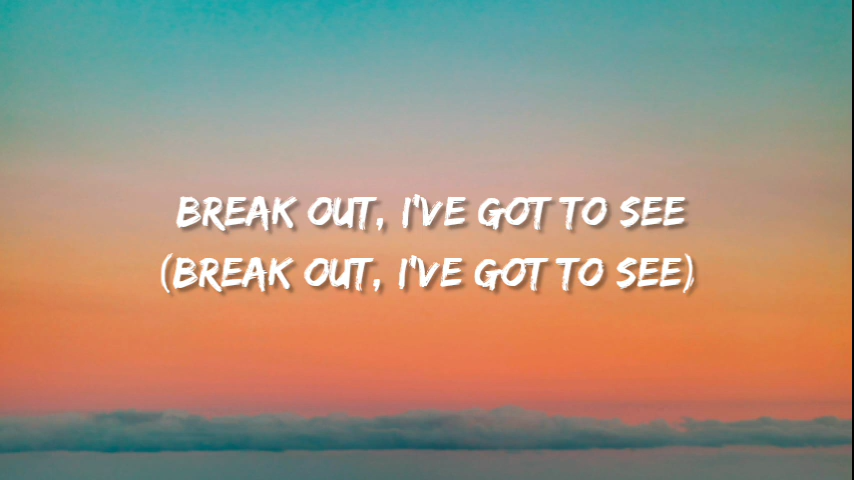 BREAK OUT, I'VE GOT TO SEE
(BREAK OUT, I'VE GOT TO SEE)